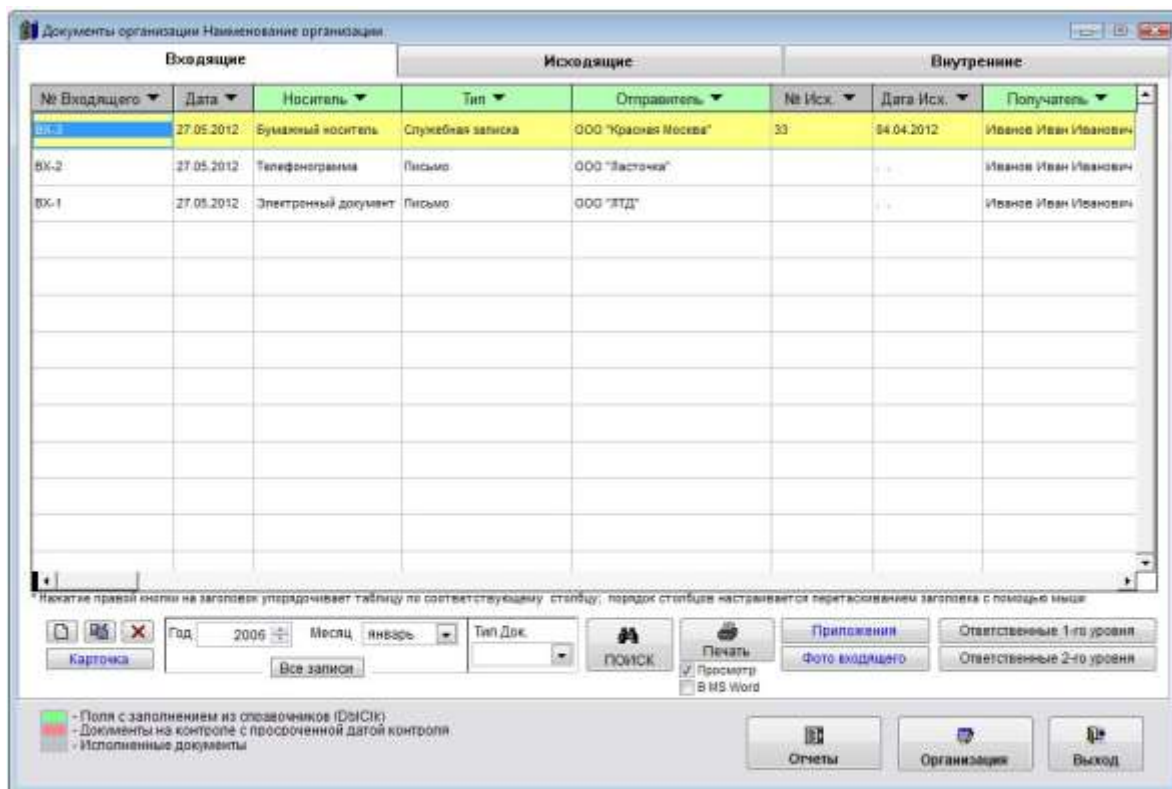 Документы организации Наименование организации.
Входящие Исходящие Внутренние
№ Входящего Дата Носитель Тип Отправитель № Исх. Дата Исх. Получатель
ВХ-3 27.05.2012 Бумажный носитель Служебная записка ООО "Красная Москва" 33 04.04.2012 Иванов Иван Иванович
ВХ-2 27.05.2012 Телефонограмма Письмо ООО "Ласточка" . . Иванов Иван Иванович
ВХ-1 27.05.2012 Электронный документ Письмо ООО "ЛТД" . . Иванов Иван Иванович
* Нажатие правой кнопки на заголовок упорядочивает таблицу по соответствующему столбцу; порядок столбцов настраивается перетаскиванием заголовка с помощью мыши
Год 2006 Месяц январь Тип Док.
Карточка Все записи
ПОИСК
Печать
Просмотр
В MS Word
Приложения Ответственные 1-го уровня
Фото входящего Ответственные 2-го уровня
- Поля с заполнением из справочников (DblClk)
- Документы на контроле с просроченной датой контроля
- Исполненные документы
Отчеты Организация Выход